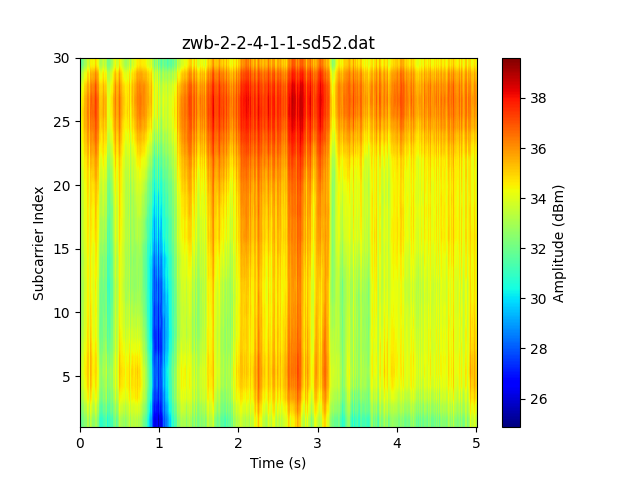 zwb-2-2-4-1-1-sd52.dat
30
25
20
15
10
5
Subcarrier Index
0 1 2 3 4 5
Time (s)
38
36
34
32
30
28
26
Amplitude (dBm)